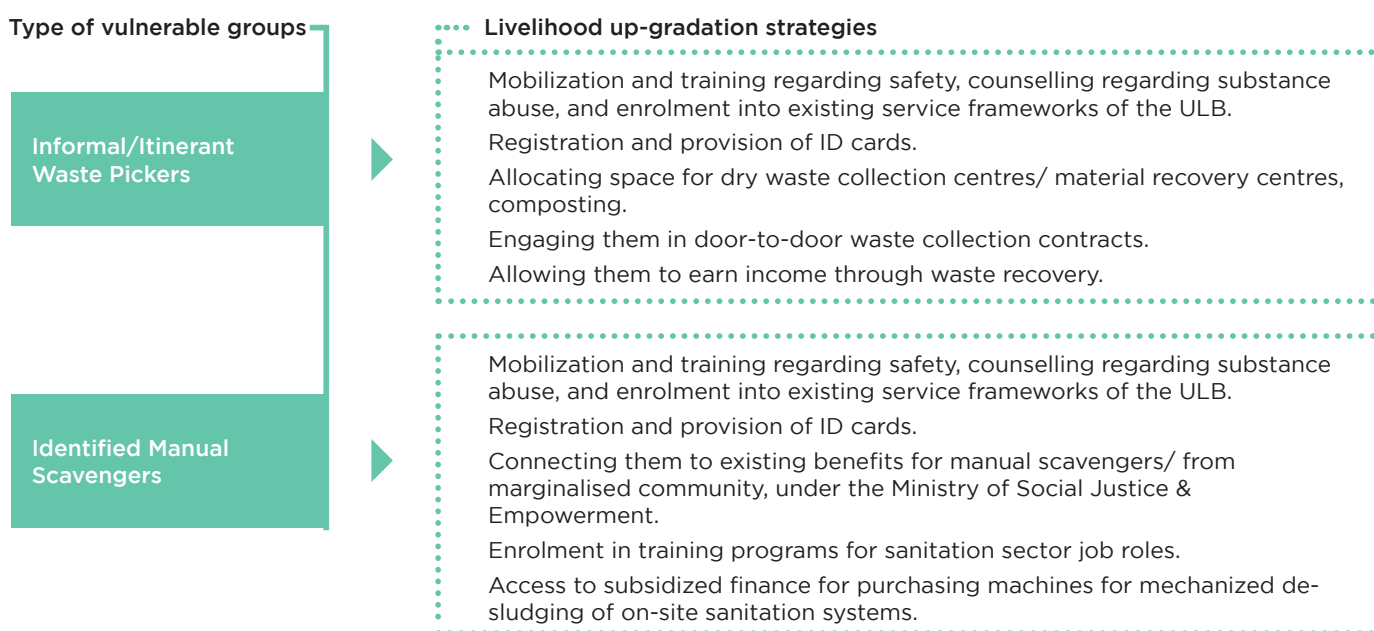 Type of vulnerable groups
Livelihood up-gradation strategies
Informal/Itinerant
Waste Pickers
Mobilization and training regarding safety, counselling regarding substance
abuse, and enrolment into existing service frameworks of the ULB.
Registration and provision of ID cards.
Allocating space for dry waste collection centres/ material recovery centres,
composting.
Engaging them in door-to-door waste collection contracts.
Allowing them to earn income through waste recovery.
Identified Manual
Scavengers
Mobilization and training regarding safety, counselling regarding substance
abuse, and enrolment into existing service frameworks of the ULB.
Registration and provision of ID cards.
Connecting them to existing benefits for manual scavengers/ from
marginalised community, under the Ministry of Social Justice &
Empowerment.
Enrolment in training programs for sanitation sector job roles.
Access to subsidized finance for purchasing machines for mechanized de-
sludging of on-site sanitation systems.